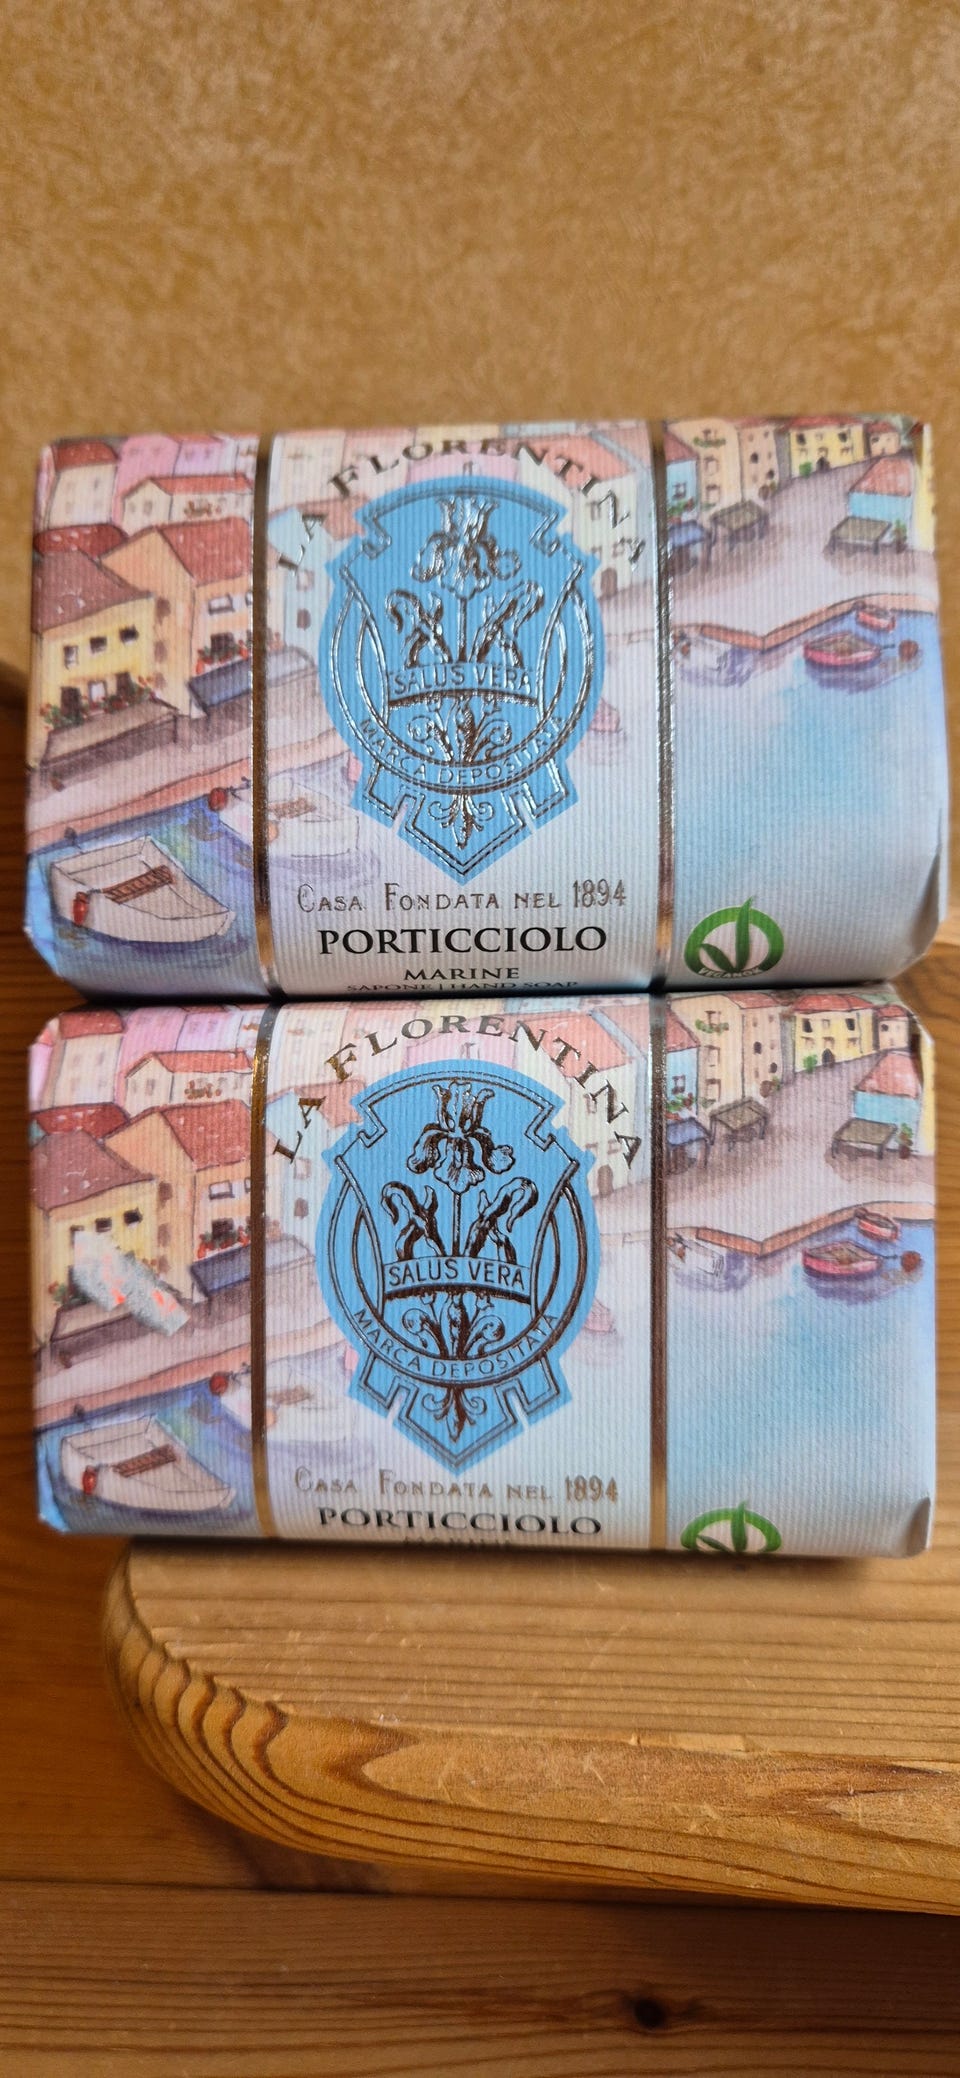 LA FLORENTINA
SALUS VERA
MARCA DEPOSITATA
CASA FONDATA NEL 1894
PORTICCIOLO
MARINE
SAPONE | HAND SOAP
VEGANOK
LA FLORENTINA
SALUS VERA
MARCA DEPOSITATA
CASA FONDATA NEL 1894
PORTICCIOLO